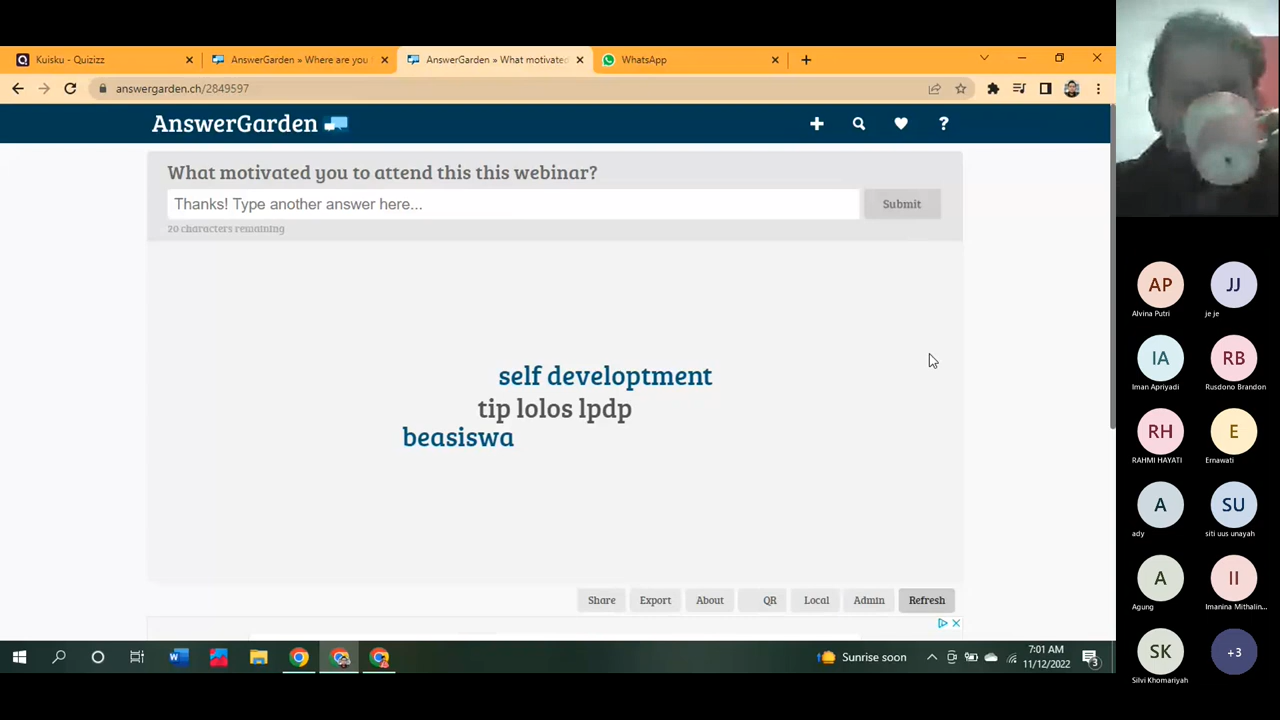 Kuisku - Quizizz
AnswerGarden » Where are you
AnswerGarden » What motivated
WhatsApp
answergarden.ch/2849597
AnswerGarden
What motivated you to attend this this webinar?
Thanks! Type another answer here...
Submit
20 characters remaining
self developtment
tip lolos lpdp
beasiswa
Share
Export
About
QR
Local
Admin
Refresh
Sunrise soon
7:01 AM
11/12/2022
3
AP
JJ
Alvina Putri
je je
IA
RB
Iman Apriyadi
Rusdono Brandon
RH
E
RAHMI HAYATI
Ernawati
A
SU
ady
siti uus unayah
A
II
Agung
Imanina Mithalin...
SK
+3
Silvi Khomariyah